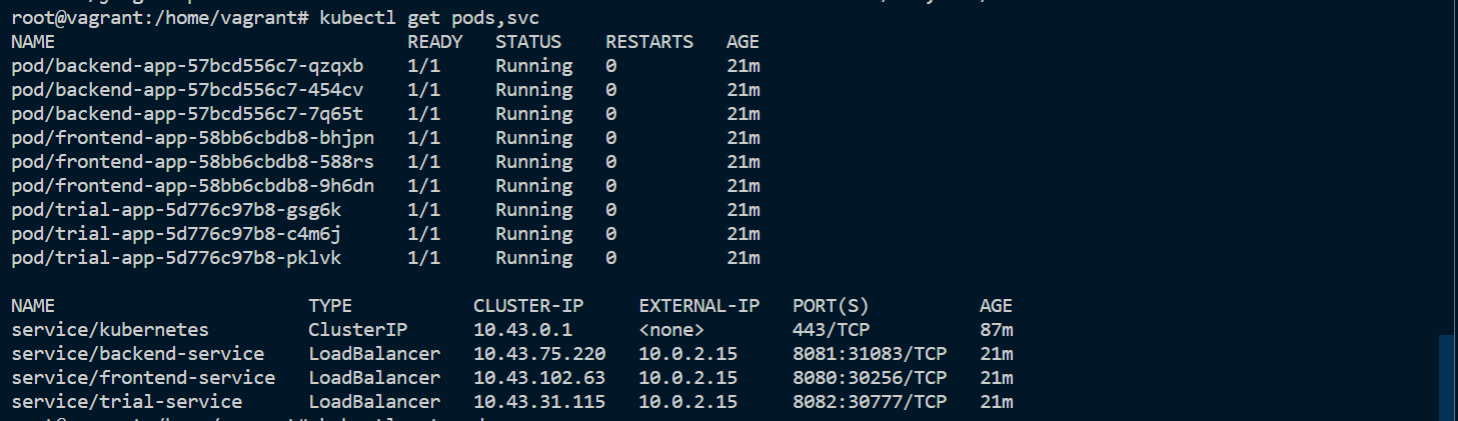 root@vagrant:/home/vagrant# kubectl get pods,svc
NAME READY STATUS RESTARTS AGE
pod/backend-app-57bcd556c7-qzqxb 1/1 Running 0 21m
pod/backend-app-57bcd556c7-454cv 1/1 Running 0 21m
pod/backend-app-57bcd556c7-7q65t 1/1 Running 0 21m
pod/frontend-app-58bb6cbdb8-bhjpn 1/1 Running 0 21m
pod/frontend-app-58bb6cbdb8-588rs 1/1 Running 0 21m
pod/frontend-app-58bb6cbdb8-9h6dn 1/1 Running 0 21m
pod/trial-app-5d776c97b8-gsg6k 1/1 Running 0 21m
pod/trial-app-5d776c97b8-c4m6j 1/1 Running 0 21m
pod/trial-app-5d776c97b8-pklvk 1/1 Running 0 21m
NAME TYPE CLUSTER-IP EXTERNAL-IP PORT(S) AGE
service/kubernetes ClusterIP 10.43.0.1 <none> 443/TCP 87m
service/backend-service LoadBalancer 10.43.75.220 10.0.2.15 8081:31083/TCP 21m
service/frontend-service LoadBalancer 10.43.102.63 10.0.2.15 8080:30256/TCP 21m
service/trial-service LoadBalancer 10.43.31.115 10.0.2.15 8082:30777/TCP 21m